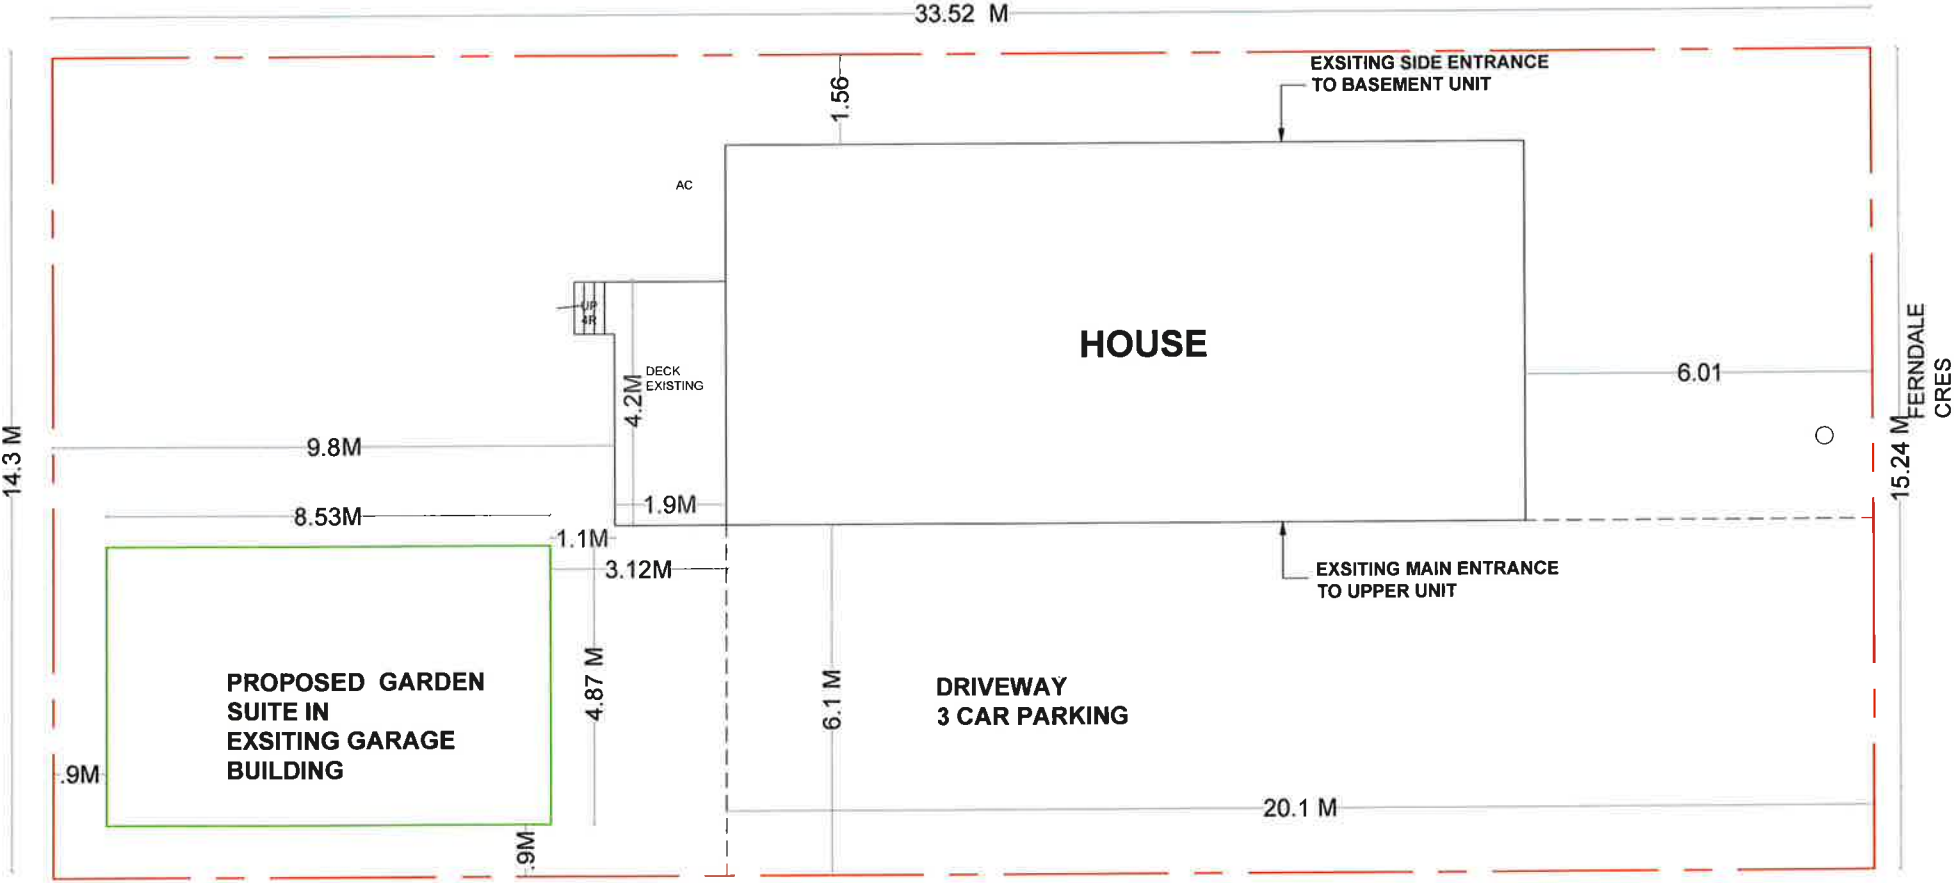 33.52 M
EXSITING SIDE ENTRANCE
TO BASEMENT UNIT
1.56
AC
UP
4R
HOUSE
DECK
EXISTING
4.2M
6.01
FERNDALE
CRES
14.3 M
9.8M
15.24 M
1.9M
8.53M
1.1M
3.12M
EXSITING MAIN ENTRANCE
TO UPPER UNIT
PROPOSED GARDEN
SUITE IN
EXSITING GARAGE
BUILDING
4.87 M
6.1 M
DRIVEWAY
3 CAR PARKING
.9M
20.1 M
.9M